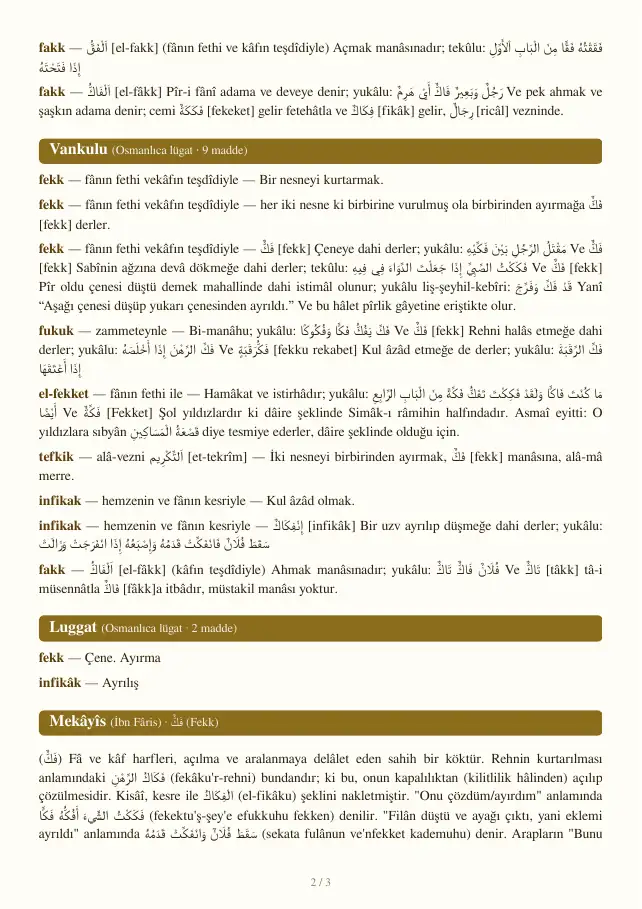 fakk — اَلْفَقُّ [el-fakk] (fânın fethi ve kâfın teşdîdiyle) Açmak manâsınadır; tekûlu: فَقَقْتُهُ فَقًّا مِنَ الْبَابِ اْلاَوَّلِ
إِذَا فَتَحْتَهُ
fakk — اَلْفَاكُّ [el-fâkk] Pîr-i fânî adama ve deveye denir; yukâlu: رَجُلٌ وَبَعِيرٌ فَاكٌّ أَيْ هَرِمٌ Ve pek ahmak ve
şaşkın adama denir; cemi فَكَكَةٌ [fekeket] gelir fetehâtla ve فِكَاكٌ [fikâk] gelir, رِجَالٌ [ricâl] vezninde.
Vankulu (Osmanlıca lügat · 9 madde)
fekk — fânın fethi vekâfın teşdîdiyle — Bir nesneyi kurtarmak.
fekk — fânın fethi vekâfın teşdîdiyle — her iki nesne ki birbirine vurulmuş ola birbirinden ayırmağa فَكٌّ
[fekk] derler.
fekk — fânın fethi vekâfın teşdîdiyle — فَكٌّ [fekk] Çeneye dahi derler; yukâlu: مَقْتَلُ الرَّجُلِ بَيْنَ فَكَّيْهِ Ve فَكٌّ
[fekk] Sabînin ağzına devâ dökmeğe dahi derler; tekûlu: فَكَكْتُ الصَّبِيَّ إِذَا جَعَلْتَ الدَّوَاءَ فِي فِيهِ Ve فَكٌّ [fekk]
Pîr oldu çenesi düştü demek mahallinde dahi istimâl olunur; yukâlu liş-şeyhil-kebîri: قَدْ فَكَّ وَفَرَّجَ Yanî
“Aşağı çenesi düşüp yukarı çenesinden ayrıldı.” Ve bu hâlet pîrlik gâyetine eriştikte olur.
fukuk — zammeteynle — Bi-manâhu; yukâlu: فَكَّ يَفُكُّ فَكًّا وَفُكُوكًا Ve فَكٌّ [fekk] Rehni halâs etmeğe dahi
derler; yukâlu: فَكَّ الرَّهْنَ إِذَا أَخْلَصَهُ Ve فَكُّرَقَبَةٍ [fekku rekabet] Kul âzâd etmeğe de derler; yukâlu: فَكَّ الرَّقَبَةَ
إِذَا أَعْتَقَهَا
el-fekket — fânın fethi ile — Hamâkat ve istirhâdır; yukâlu: مَا كُنْتَ فَاكًّا وَلَقَدْ فَكِكْتَ تَفَكُّ فَكَّةً مِنَ الْبَابِ الرَّابِعِ
أَيْضًا Ve فَكَّةٌ [Fekket] Şol yıldızlardır ki dâire şeklinde Simâk-ı râmihin halfindadır. Asmaî eyitti: O
yıldızlara sıbyân قَصْعَةُ الْمَسَاكِينِ diye tesmiye ederler, dâire şeklinde olduğu için.
tefkik — alâ-vezni اَلتَّكْرِيمِ [et-tekrîm] — İki nesneyi birbirinden ayırmak, فَكٌّ [fekk] manâsına, alâ-mâ
merre.
infikak — hemzenin ve fânın kesriyle — Kul âzâd olmak.
infikak — hemzenin ve fânın kesriyle — إِنْفِكَاكٌ [infikâk] Bir uzv ayrılıp düşmeğe dahi derler; yukâlu:
سَقَطَ فُلَانٌ فَانْفَكَّتْ قَدَمُهُ وَإِصْبَعُهُ إِذَا انْفَرَجَتْ وَزَالَتْ
fakk — اَلْفَاكُّ [el-fâkk] (kâfın teşdîdiyle) Ahmak manâsınadır; yukâlu: فُلَانٌ فَاكٌّ تَاكٌّ Ve تَاكٌّ [tâkk] tâ-i
müsennâtla فَاكٌّ [fâkk]a itbâdır, müstakil manâsı yoktur.
Luggat (Osmanlıca lügat · 2 madde)
fekk — Çene. Ayırma
infikâk — Ayrılış
Mekâyîs (İbn Fâris) · فَكٌّ (Fekk)
(فَكٌّ) Fâ ve kâf harfleri, açılma ve aralanmaya delâlet eden sahih bir köktür. Rehnin kurtarılması
anlamındaki فَكَاكُ الرَّهْنِ (fekâku'r-rehni) bundandır; ki bu, onun kapalılıktan (kilitlilik hâlinden) açılıp
çözülmesidir. Kisâî, kesre ile اَلْفِكَاكُ (el-fikâku) şeklini nakletmiştir. "Onu çözdüm/ayırdım" anlamında
فَكَكْتُ الشَّيْءَ أَفُكُّهُ فَكًّا (fekektu'ş-şey'e efukkuhu fekken) denilir. "Filân düştü ve ayağı çıktı, yani eklemi
ayrıldı" anlamında سَقَطَ فُلَانٌ وَانْفَكَّتْ قَدَمُهُ (sekata fulânun ve'nfekket kademuhu) denir. Arapların "Bunu
2 / 3